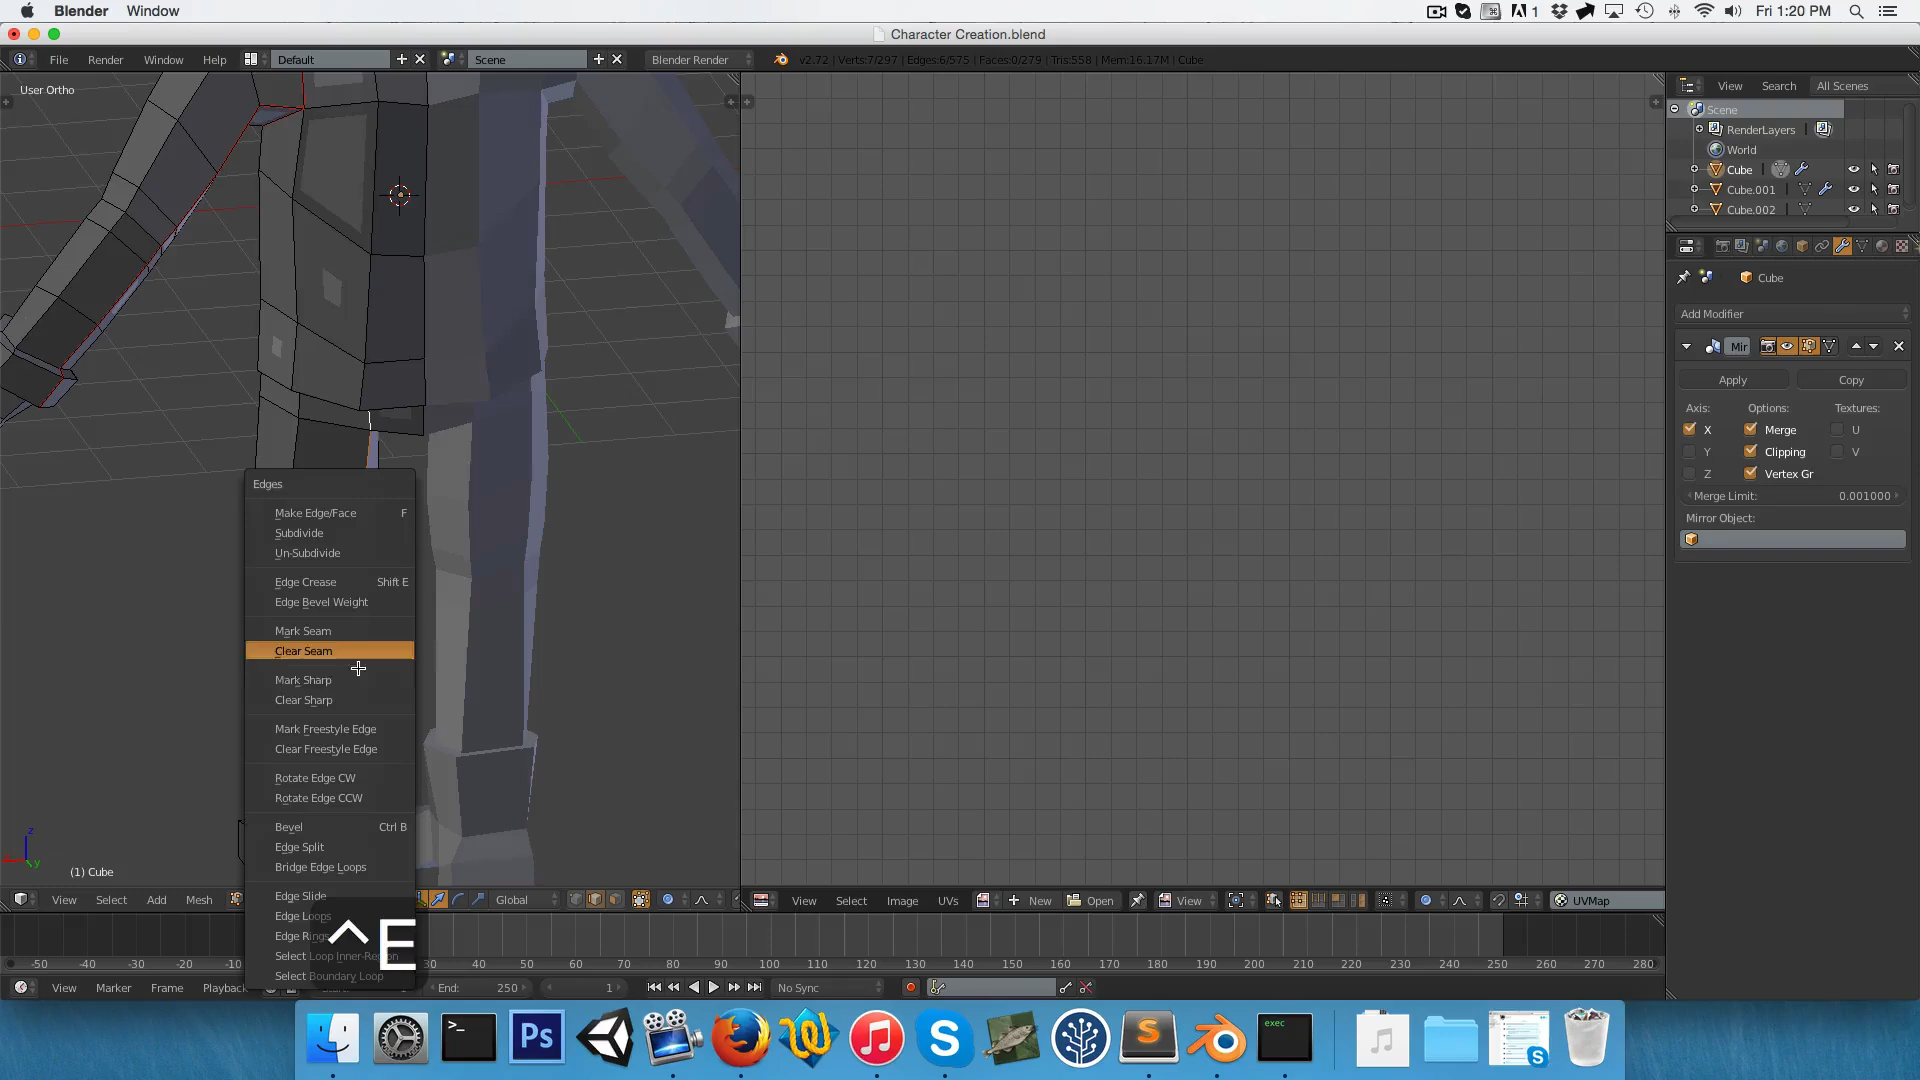 Blender Window
A 1 Fri 1:20 PM
Character Creation.blend
File Render Window Help Default Scene Blender Render v2.72 | Verts:7/297 | Edges:6/575 | Faces:0/279 | Tris:558 | Mem:16.17M | Cube
User Ortho
View Search All Scenes
Scene
RenderLayers
World
Cube
Cube.001
Cube.002
Cube
Add Modifier
Mir
Apply Copy
Axis: Options: Textures:
X Merge U
Y Clipping V
Z Vertex Gr
Merge Limit: 0.001000
Mirror Object:
Edges
Make Edge/Face F
Subdivide
Un-Subdivide
Edge Crease Shift E
Edge Bevel Weight
Mark Seam
Clear Seam
Mark Sharp
Clear Sharp
Mark Freestyle Edge
Clear Freestyle Edge
Rotate Edge CW
Rotate Edge CCW
Bevel Ctrl B
Edge Split
Bridge Edge Loops
Edge Slide
Edge Loops
Edge Rings
Select Loop Inner-Region
Select Boundary Loop
^E
z
y
(1) Cube
View Select Add Mesh Global
View Select Image UVs New Open View UVMap
-50 -40 -30 -20 -10 30 40 50 60 70 80 90 100 110 120 130 140 150 160 170 180 190 200 210 220 230 240 250 260 270 280
View Marker Frame Playback End: 250 1 No Sync
Ps
exec
S
S
S